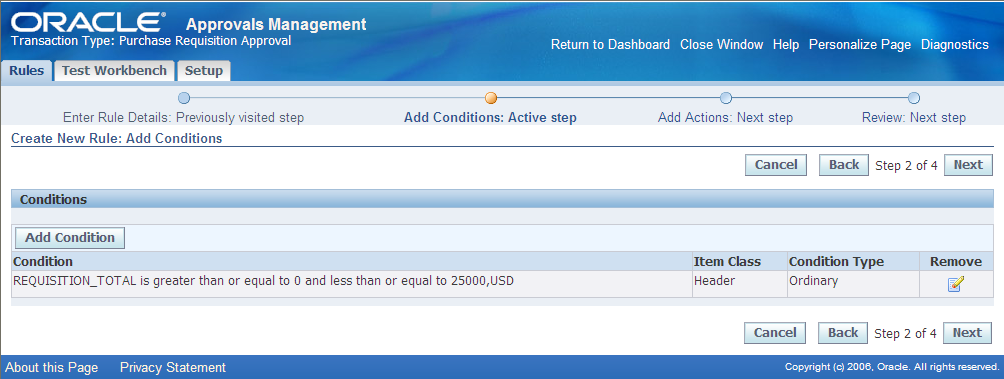 ORACLE® Approvals Management
Transaction Type: Purchase Requisition Approval
Return to Dashboard Close Window Help Personalize Page Diagnostics
Rules Test Workbench Setup
Enter Rule Details: Previously visited step Add Conditions: Active step Add Actions: Next step Review: Next step
Create New Rule: Add Conditions
Cancel Back Step 2 of 4 Next
Conditions
Add Condition
Condition Item Class Condition Type Remove
REQUISITION_TOTAL is greater than or equal to 0 and less than or equal to 25000,USD Header Ordinary
Cancel Back Step 2 of 4 Next
About this Page Privacy Statement Copyright (c) 2006, Oracle. All rights reserved.